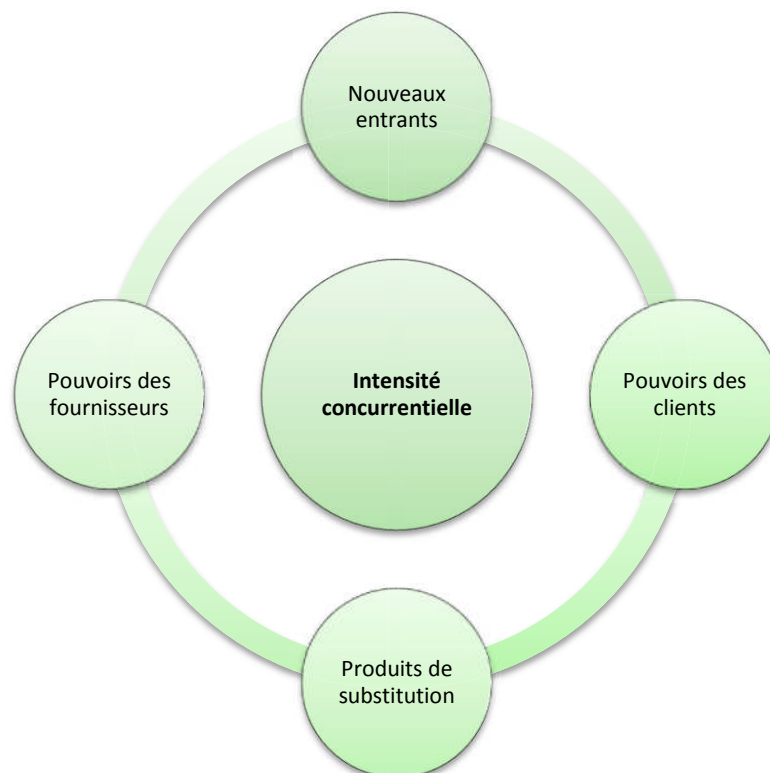 Nouveaux
entrants
Pouvoirs des
fournisseurs
Intensité
concurrentielle
Pouvoirs des
clients
Produits de
substitution